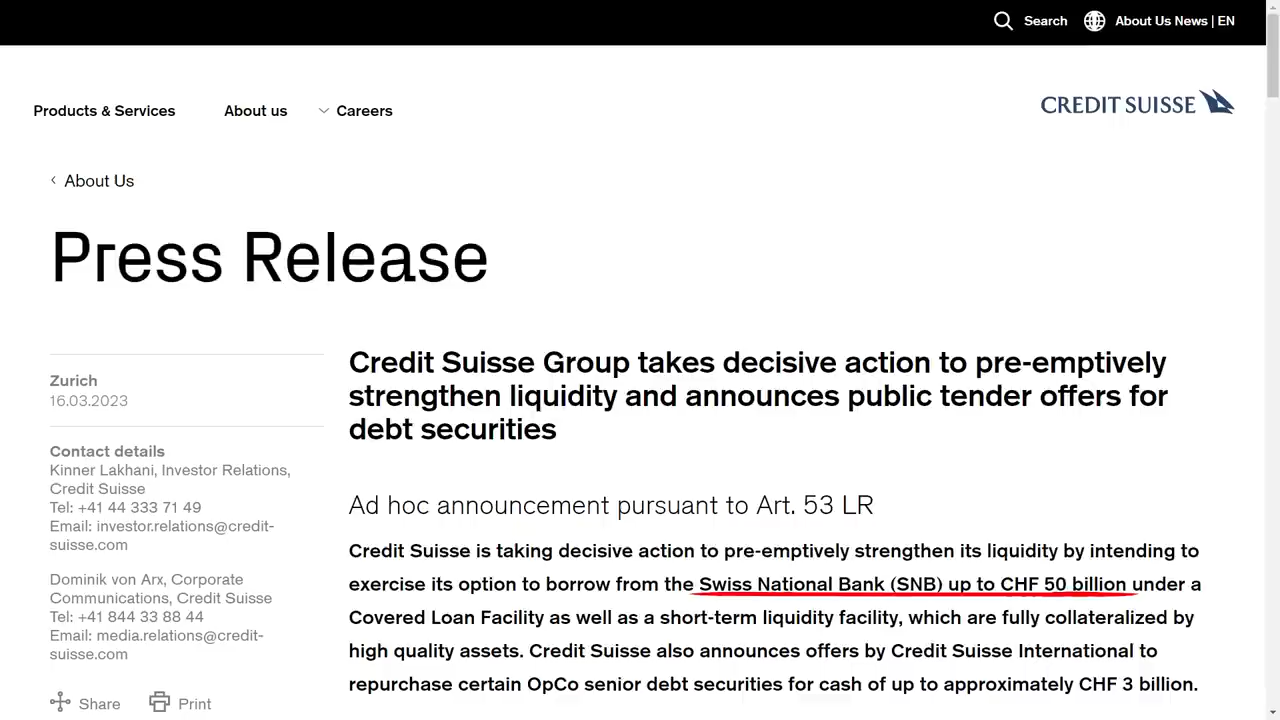 Search
About Us News | EN
Products & Services
About us
Careers
CREDIT SUISSE
About Us
Press Release
Zurich
16.03.2023
Contact details
Kinner Lakhani, Investor Relations,
Credit Suisse
Tel: +41 44 333 71 49
Email: investor.relations@credit-
suisse.com
Dominik von Arx, Corporate
Communications, Credit Suisse
Tel: +41 844 33 88 44
Email: media.relations@credit-
suisse.com
Share
Print
Credit Suisse Group takes decisive action to pre-emptively
strengthen liquidity and announces public tender offers for
debt securities
Ad hoc announcement pursuant to Art. 53 LR
Credit Suisse is taking decisive action to pre-emptively strengthen its liquidity by intending to
exercise its option to borrow from the Swiss National Bank (SNB) up to CHF 50 billion under a
Covered Loan Facility as well as a short-term liquidity facility, which are fully collateralized by
high quality assets. Credit Suisse also announces offers by Credit Suisse International to
repurchase certain OpCo senior debt securities for cash of up to approximately CHF 3 billion.